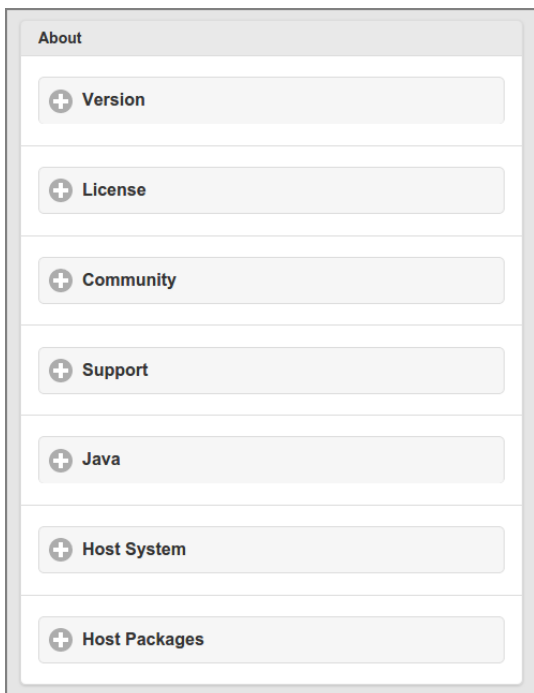 About
Version
License
Community
Support
Java
Host System
Host Packages